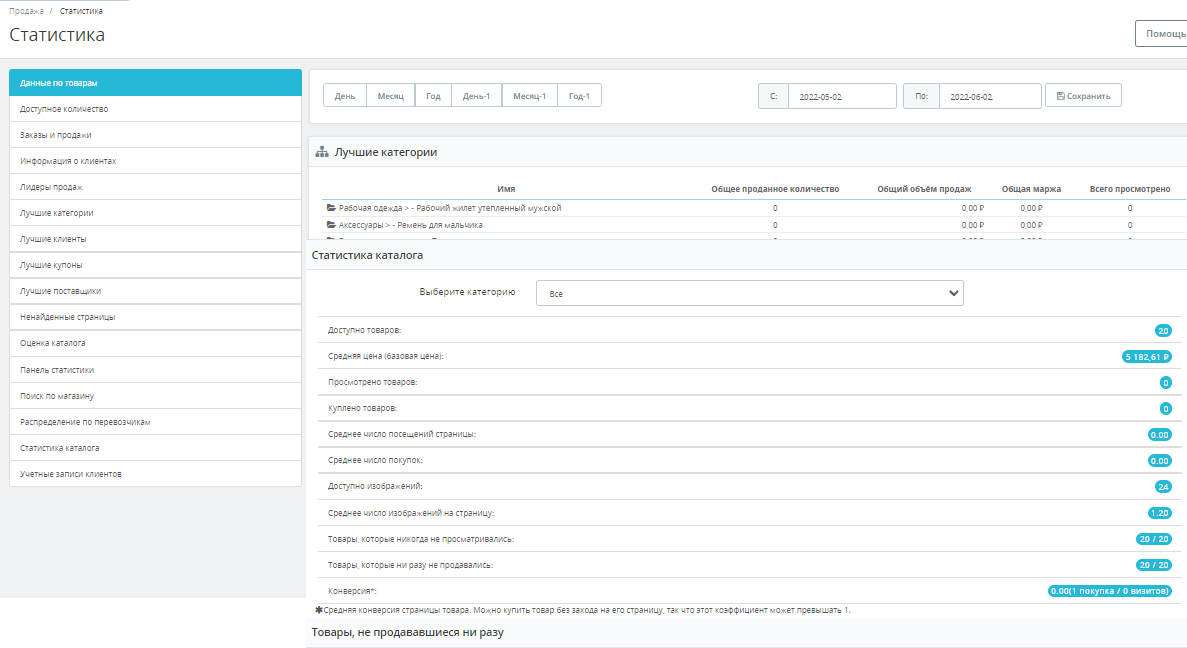 Продажа / Статистика
Статистика
Помощь
Данные по товарам
Доступное количество
Заказы и продажи
Информация о клиентах
Лидеры продаж
Лучшие категории
Лучшие клиенты
Лучшие купоны
Лучшие поставщики
Ненайденные страницы
Оценка каталога
Панель статистики
Поиск по магазину
Распределение по перевозчикам
Статистика каталога
Учетные записи клиентов
День Месяц Год День-1 Месяц-1 Год-1 С: 2022-05-02 По: 2022-06-02 Сохранить
Лучшие категории
Имя Общее проданное количество Общий объём продаж Общая маржа Всего просмотрено
Рабочая одежда > - Рабочий жилет утепленный мужской 0 0,00 ₽ 0,00 ₽ 0
Аксессуары > - Ремень для мальчика 0 0,00 ₽ 0,00 ₽ 0
Статистика каталога
Выберите категорию Все
Доступно товаров: 20
Средняя цена (базовая цена): 5 182,61 ₽
Просмотрено товаров: 0
Куплено товаров: 0
Среднее число посещений страницы: 0.00
Среднее число покупок: 0.00
Доступно изображений: 24
Среднее число изображений на страницу: 1.20
Товары, которые никогда не просматривались: 20 / 20
Товары, которые ни разу не продавались: 20 / 20
Конверсия*: 0.00(1 покупка / 0 визитов)
✱Средняя конверсия страницы товара. Можно купить товар без захода на его страницу, так что этот коэффициент может превышать 1.
Товары, не продававшиеся ни разу